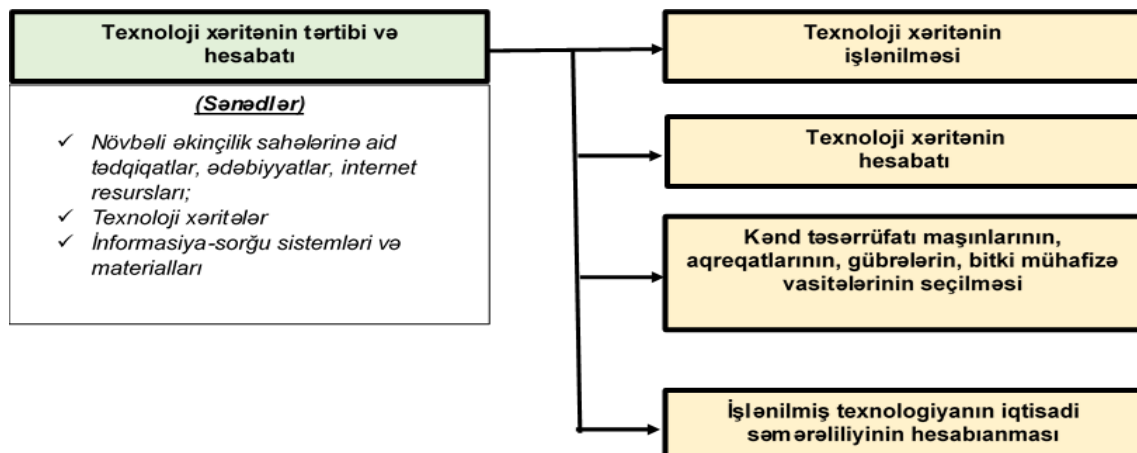 Texnoloji xəritənin tərtibi və
hesabatı
(Sənədlər)
✓ Növbəli əkinçilik sahələrinə aid
tədqiqatlar, ədəbiyyatlar, internet
resursları;
✓ Texnoloji xəritələr
✓ İnformasiya-sorğu sistemləri və
materialları
Texnoloji xəritənin
işlənilməsi
Texnoloji xəritənin
hesabatı
Kənd təsərrüfatı maşınlarının,
aqreqatlarının, gübrələrin, bitki mühafizə
vasitələrinin seçilməsi
İşlənilmiş texnologiyanın iqtisadi
səmərəliliyinin hesabıanması